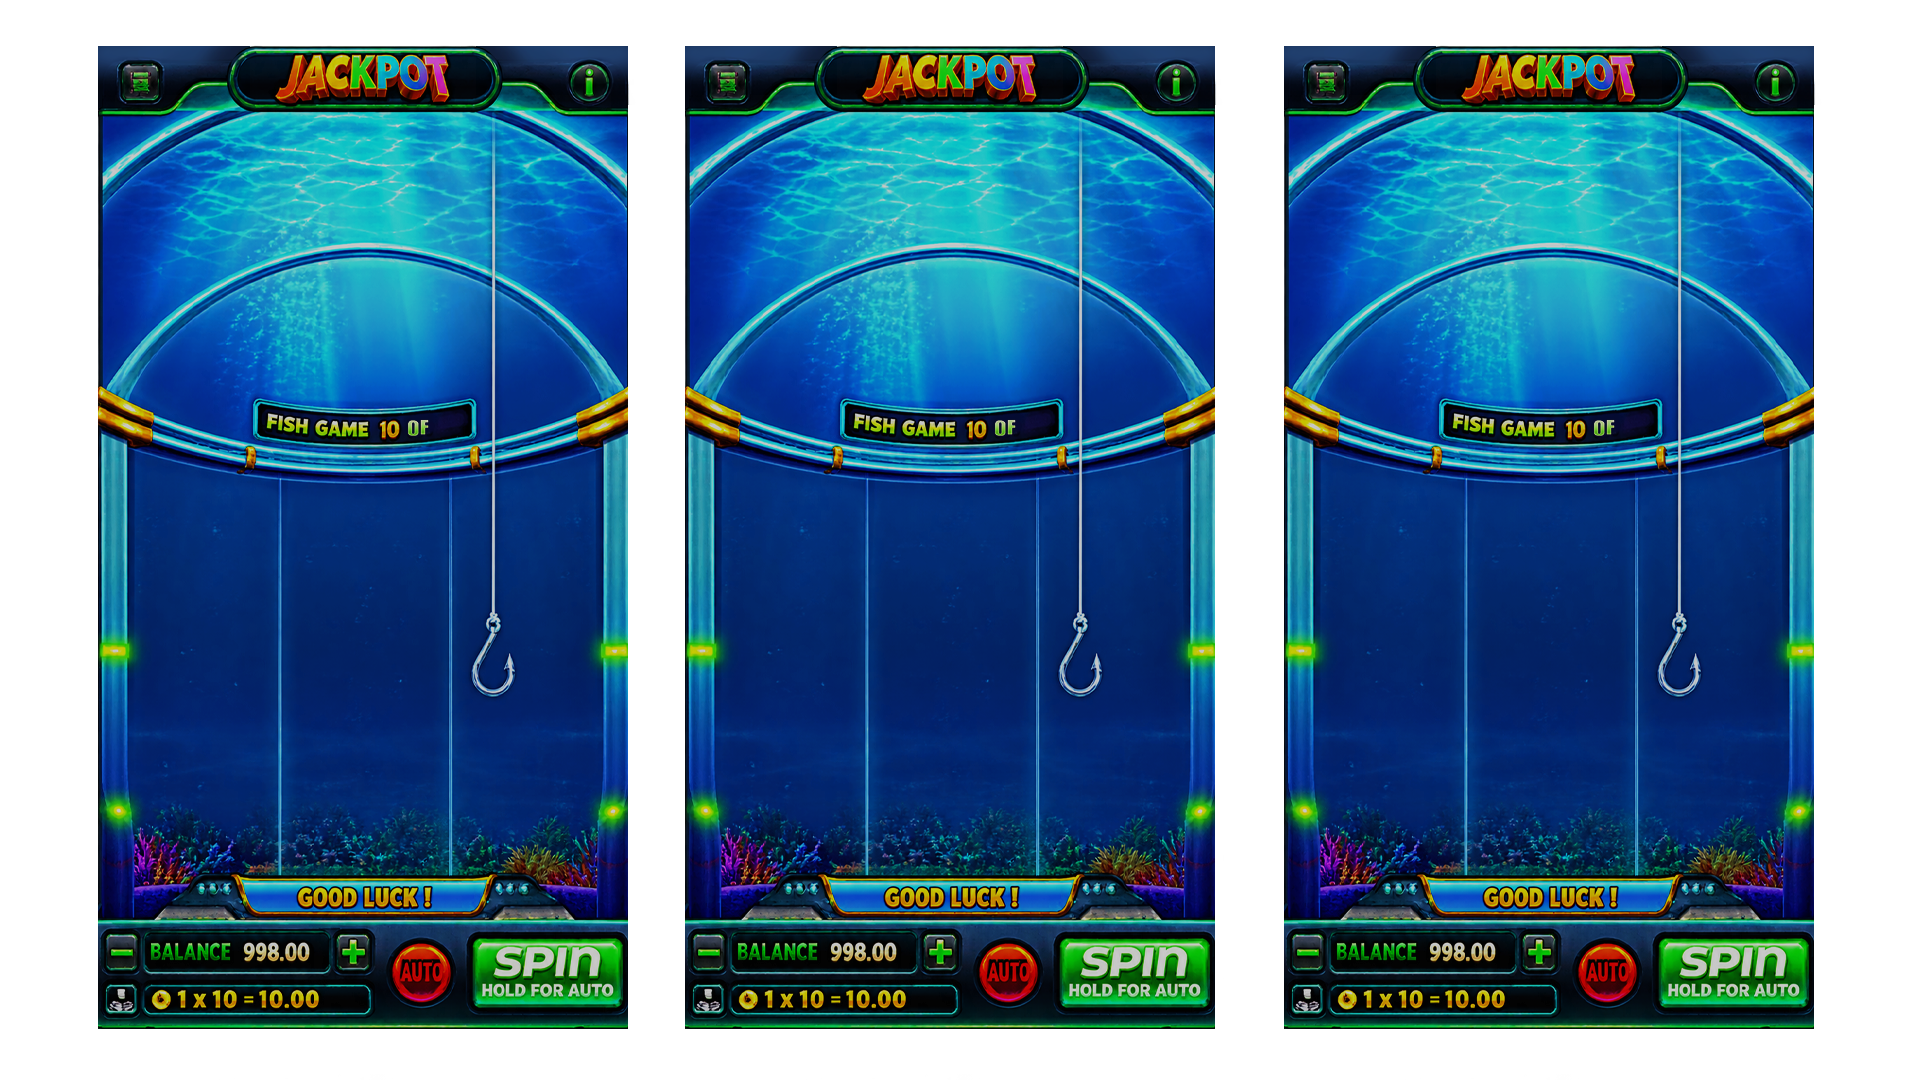 JACKPOT
i
FISH GAME 10 OF
GOOD LUCK !
BALANCE 998.00
AUTO
SPIN
HOLD FOR AUTO
1 x 10 = 10.00
JACKPOT
i
FISH GAME 10 OF
GOOD LUCK !
BALANCE 998.00
AUTO
SPIN
HOLD FOR AUTO
1 x 10 = 10.00
JACKPOT
i
FISH GAME 10 OF
GOOD LUCK !
BALANCE 998.00
AUTO
SPIN
HOLD FOR AUTO
1 x 10 = 10.00